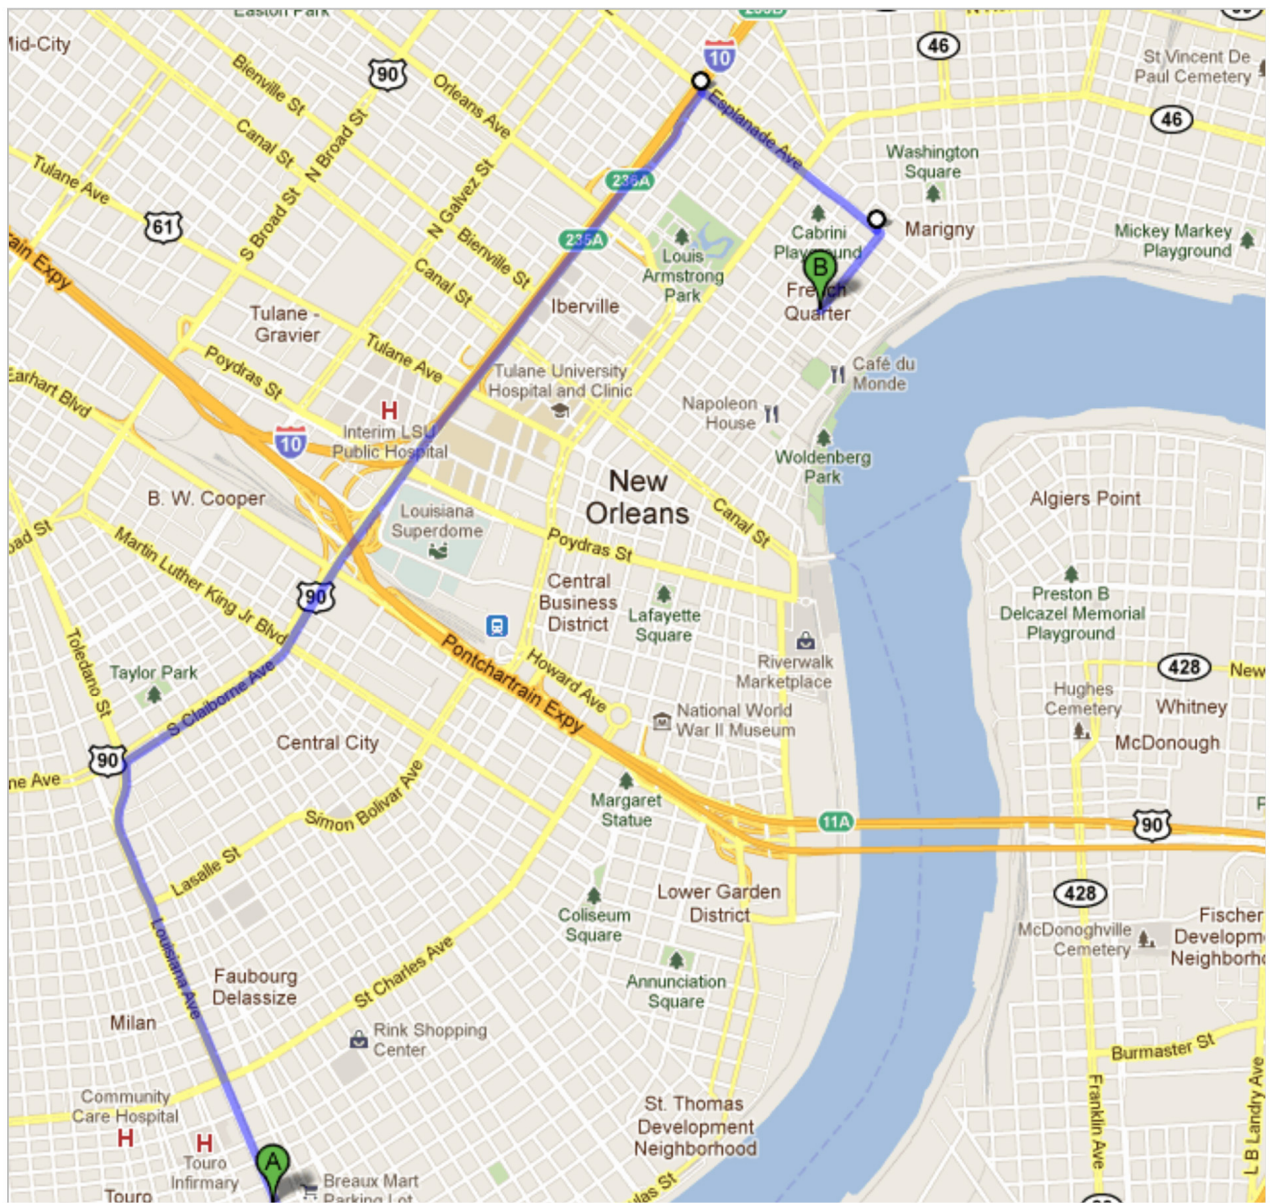 Easton Park
Mid-City
90
Bienville St
Orleans Ave
10
46
St Vincent De
Paul Cemetery
46
Canal St
N Broad St
Esplanade Ave
Washington
Square
Tulane Ave
61
S Broad St
N Galvez St
236A
235A
Bienville St
Canal St
Cabrini
Playground
Marigny
Mickey Markey
Playground
Louis
Armstrong
Park
B
French
Quarter
Expy
Tulane -
Gravier
Iberville
Tulane Ave
Poydras St
Earhart Blvd
Tulane University
Hospital and Clinic
Café du
Monde
Napoleon
House
H
Interim LSU
Public Hospital
10
Woldenberg
Park
New
Orleans
B. W. Cooper
Louisiana
Superdome
Canal St
Algiers Point
Poydras St
Martin Luther King Jr Blvd
90
Central
Business
District
Lafayette
Square
Preston B
Delcazel Memorial
Playground
Toledano St
Taylor Park
Pontchartrain Expy
Howard Ave
Riverwalk
Marketplace
428
New
Hughes
Cemetery
S Claiborne Ave
National World
War II Museum
Whitney
McDonough
Central City
90
Ave
Simon Bolivar Ave
Margaret
Statue
11A
90
Lasalle St
Lower Garden
District
428
Coliseum
Square
McDonoghville
Cemetery
Fischer
Neighborho
Louisiana Ave
St Charles Ave
Faubourg
Delassize
Annunciation
Square
Milan
Rink Shopping
Center
Burmaster St
Community
Care Hospital
H
H
Touro
Infirmary
St. Thomas
Development
Neighborhood
Franklin Ave
L B Landry Ave
A
Breaux Mart
Parking Lot
Touro